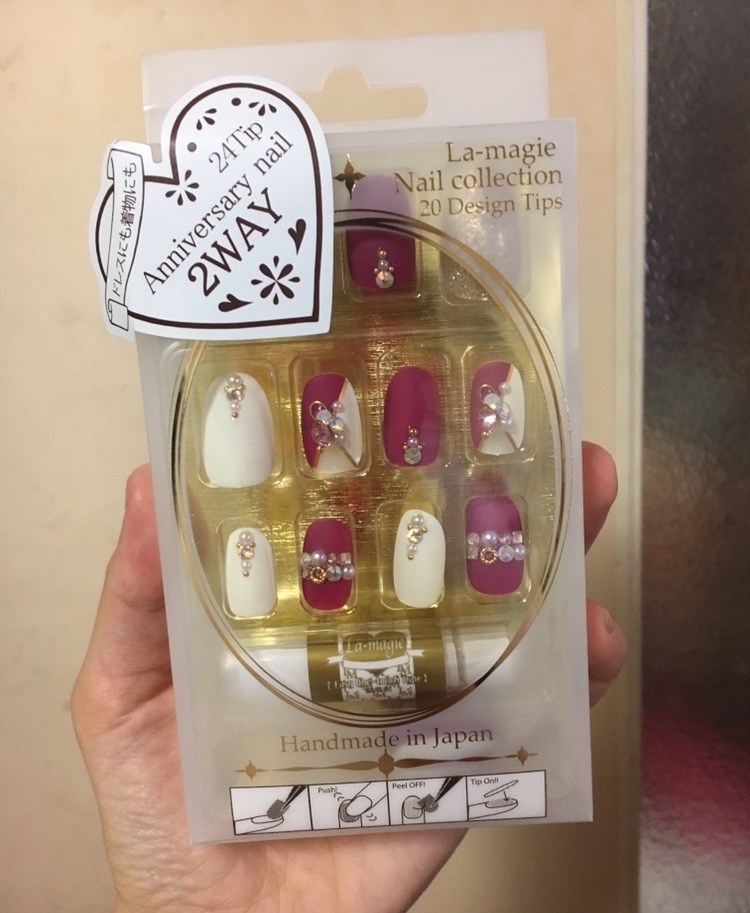 ドレスにも着物にも
24Tip
Anniversary nail
2WAY
La-magie
Nail collection
20 Design Tips
La-magie
Handmade in Japan
Push!
Peel OFF!
Tip On!!